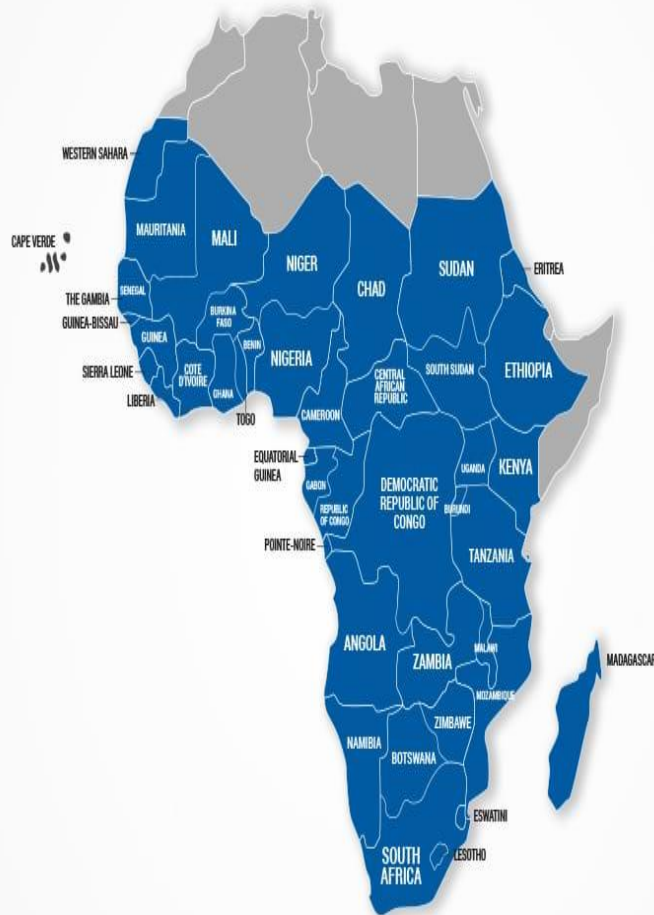 WESTERN SAHARA
MAURITANIA
MALI
CAPE VERDE
NIGER
CHAD
SUDAN
ERITREA
SENEGAL
THE GAMBIA
GUINEA-BISSAU
GUINEA
BURKINA
FASO
BENIN
NIGERIA
SIERRA LEONE
COTE
D'IVOIRE
GHANA
LIBERIA
TOGO
CENTRAL
AFRICAN
REPUBLIC
SOUTH SUDAN
ETHIOPIA
CAMEROON
EQUATORIAL
GUINEA
GABON
REPUBLIC
OF CONGO
DEMOCRATIC
REPUBLIC OF
CONGO
UGANDA
KENYA
BURUNDI
POINTE-NOIRE
TANZANIA
ANGOLA
ZAMBIA
MALAWI
MOZAMBIQUE
MADAGASCAR
NAMIBIA
ZIMBAWE
BOTSWANA
ESWATINI
LESOTHO
SOUTH
AFRICA